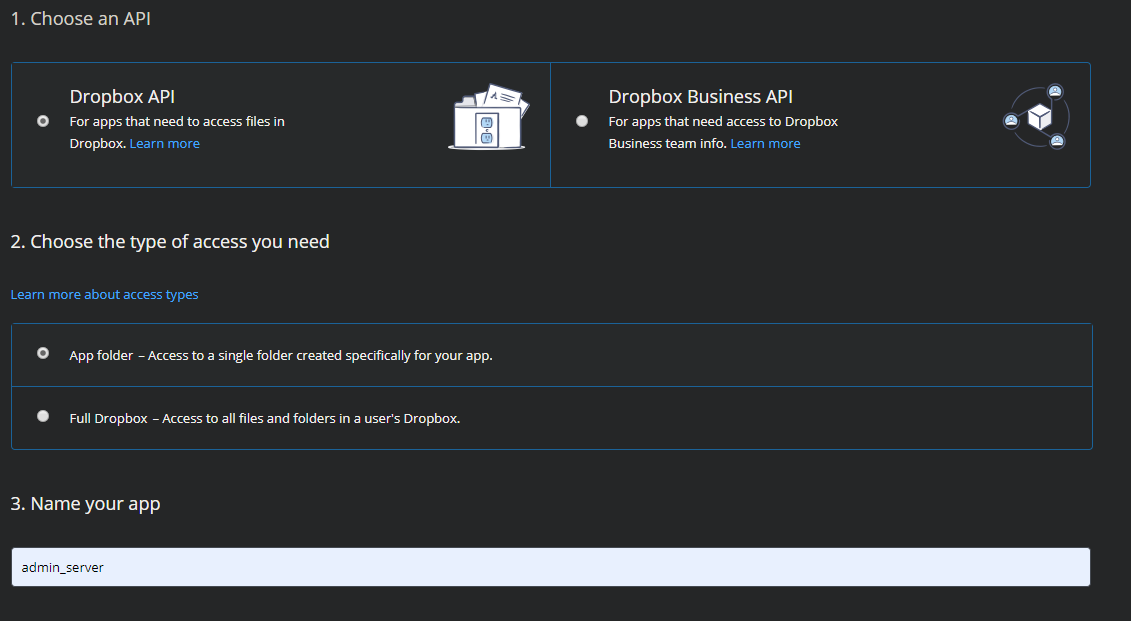 1. Choose an API
Dropbox API
For apps that need to access files in
Dropbox. Learn more
Dropbox Business API
For apps that need access to Dropbox
Business team info. Learn more
2. Choose the type of access you need
Learn more about access types
App folder – Access to a single folder created specifically for your app.
Full Dropbox – Access to all files and folders in a user's Dropbox.
3. Name your app
admin_server